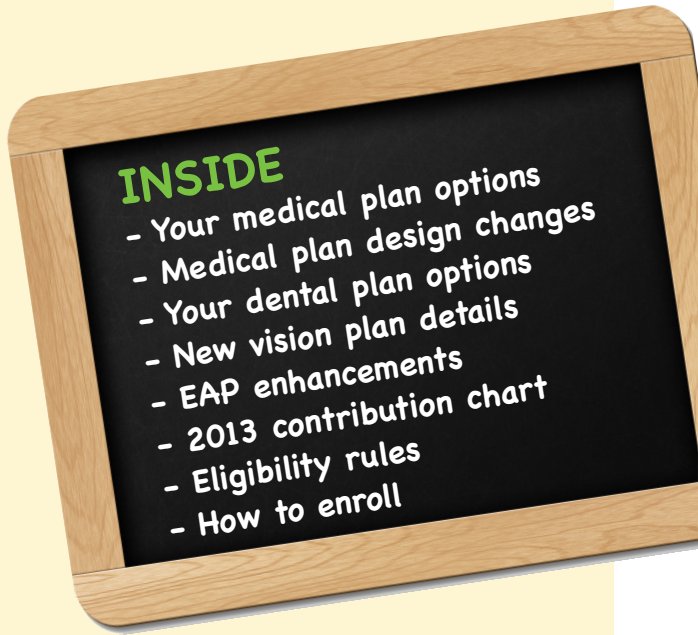 INSIDE
- Your medical plan options
- Medical plan design changes
- Your dental plan options
- New vision plan details
- EAP enhancements
- 2013 contribution chart
- Eligibility rules
- How to enroll